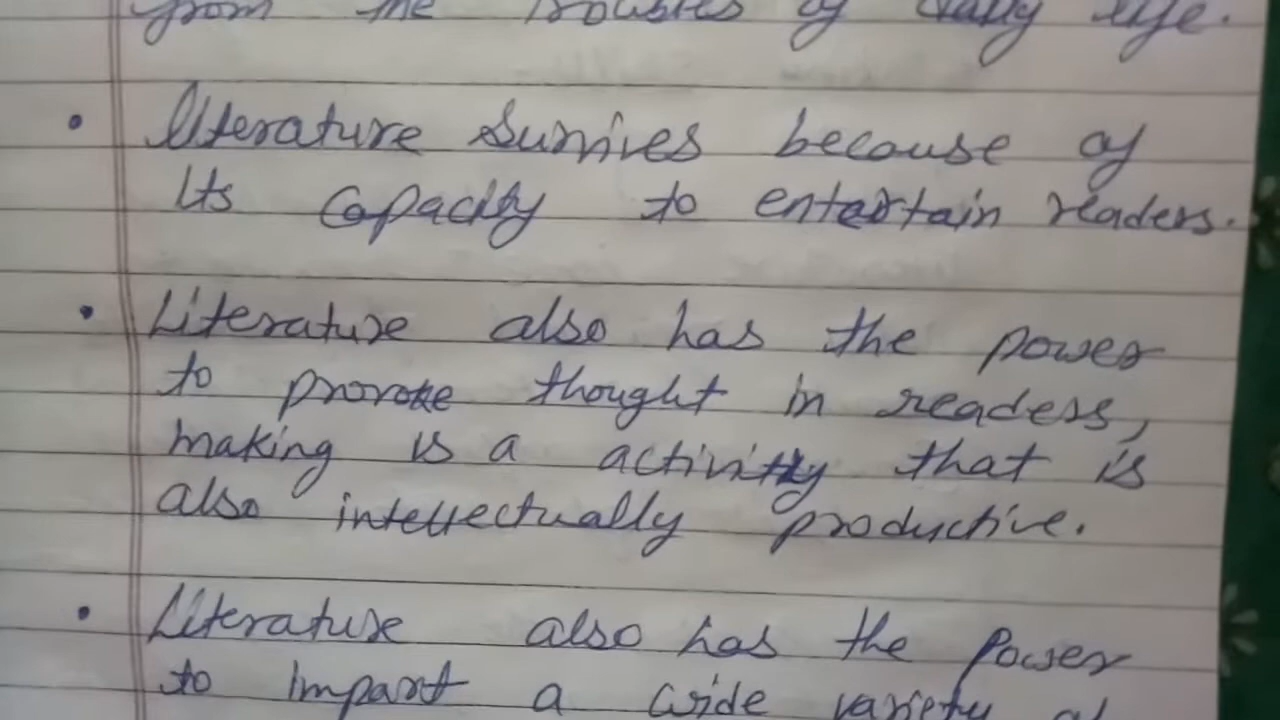 from the troubles of daily life.
• Literature survives because of
Its Capacity to entertain readers.
• Literature also has the power
to provoke thought in readers,
making is a activity that is
also intellectually productive.
• Literature also has the Power
to impart a wide variety of